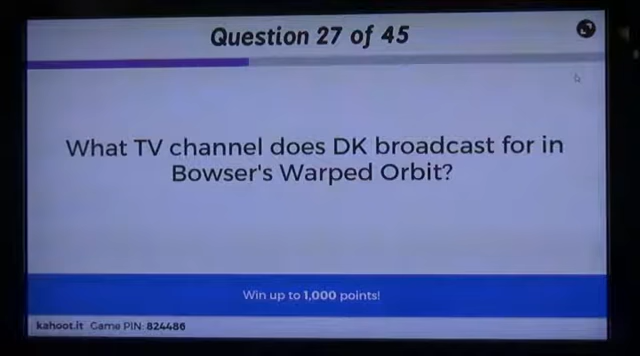 Question 27 of 45
What TV channel does DK broadcast for in
Bowser's Warped Orbit?
Win up to 1,000 points!
kahoot.it Game PIN: 824486